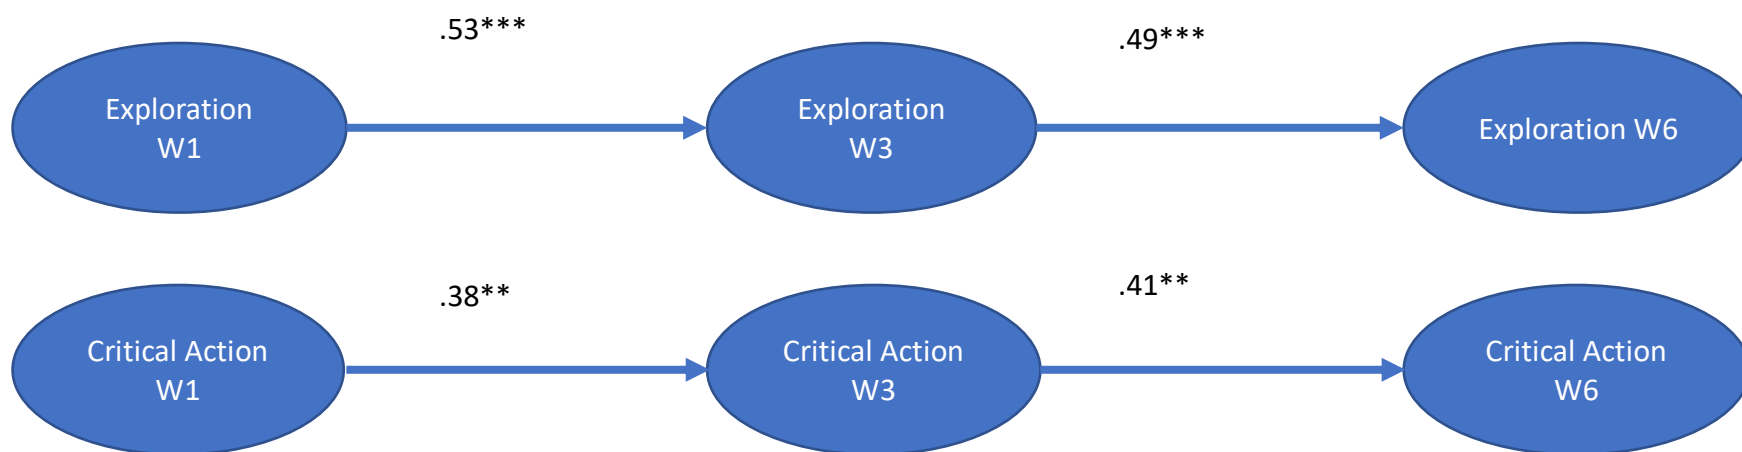 .53***
.49***
Exploration
W1
Exploration
W3
Exploration W6
.38**
.41**
Critical Action
W1
Critical Action
W3
Critical Action
W6